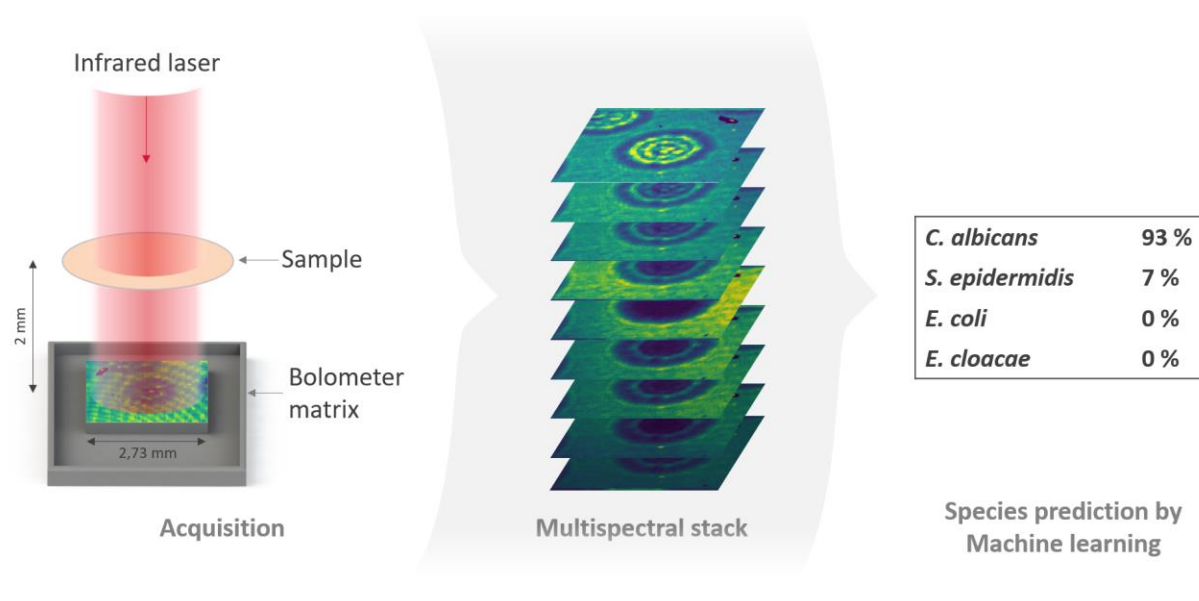 Infrared laser
Sample
2 mm
Bolometer
matrix
2,73 mm
Acquisition
Multispectral stack
C. albicans 93 %
S. epidermidis 7 %
E. coli 0 %
E. cloacae 0 %
Species prediction by
Machine learning